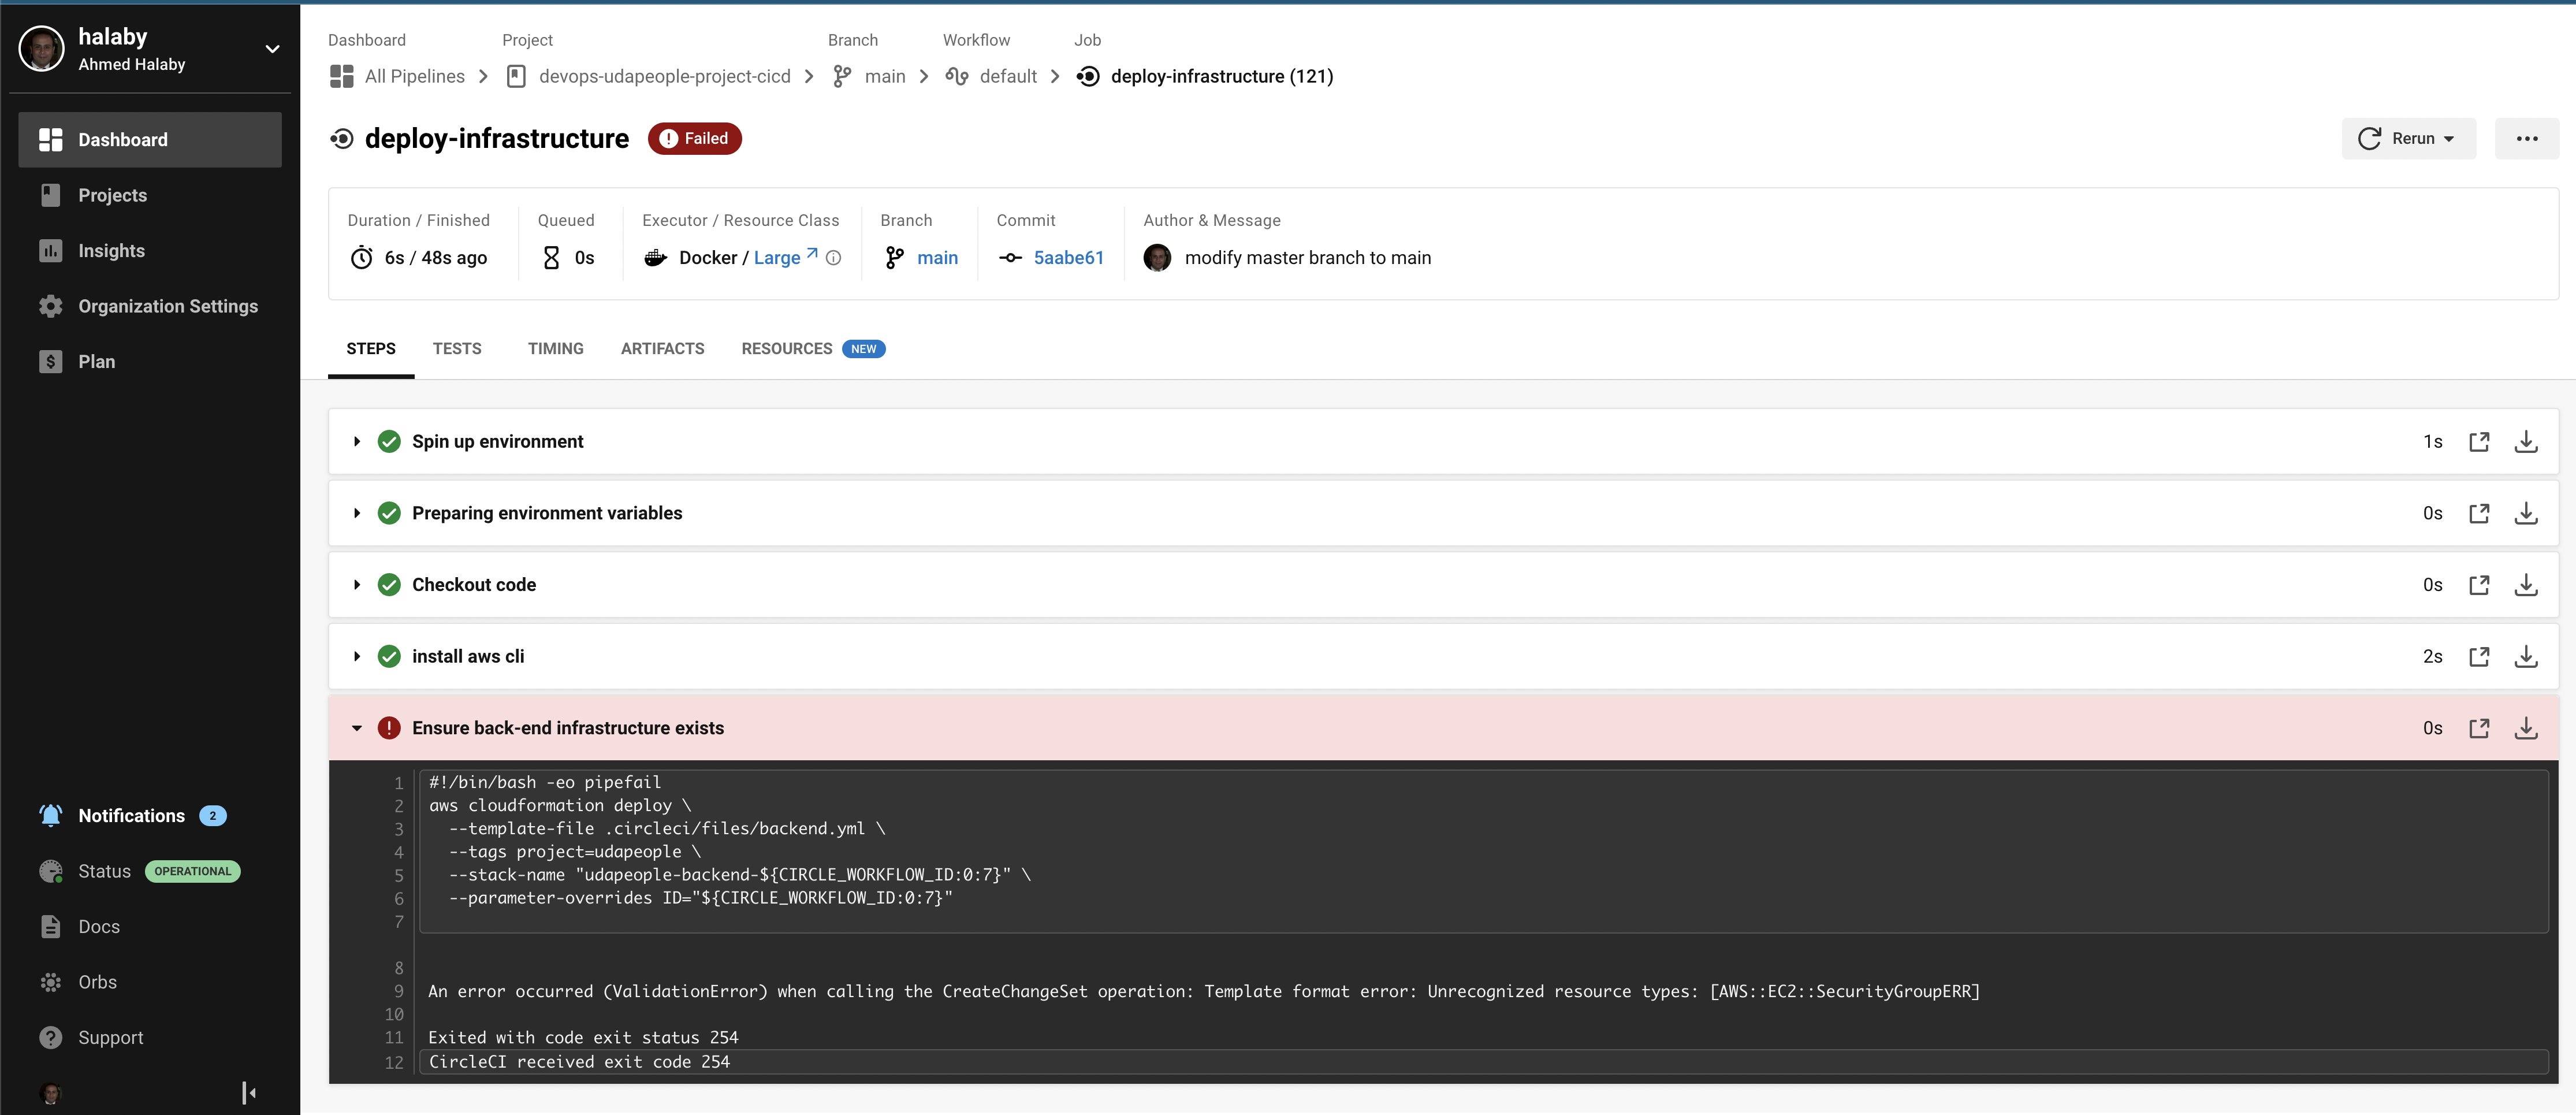 halaby
Ahmed Halaby
Dashboard
Projects
Insights
Organization Settings
Plan
Notifications 2
Status OPERATIONAL
Docs
Orbs
Support
Dashboard Project Branch Workflow Job
All Pipelines devops-udapeople-project-cicd main default deploy-infrastructure (121)
deploy-infrastructure Failed
Rerun
Duration / Finished Queued Executor / Resource Class Branch Commit Author & Message
6s / 48s ago 0s Docker / Large main 5aabe61 modify master branch to main
STEPS TESTS TIMING ARTIFACTS RESOURCES NEW
Spin up environment 1s
Preparing environment variables 0s
Checkout code 0s
install aws cli 2s
Ensure back-end infrastructure exists 0s
1 #!/bin/bash -eo pipefail
2 aws cloudformation deploy \
3 --template-file .circleci/files/backend.yml \
4 --tags project=udapeople \
5 --stack-name "udapeople-backend-${CIRCLE_WORKFLOW_ID:0:7}" \
6 --parameter-overrides ID="${CIRCLE_WORKFLOW_ID:0:7}"
7
8
9 An error occurred (ValidationError) when calling the CreateChangeSet operation: Template format error: Unrecognized resource types: [AWS::EC2::SecurityGroupERR]
10
11 Exited with code exit status 254
12 CircleCI received exit code 254